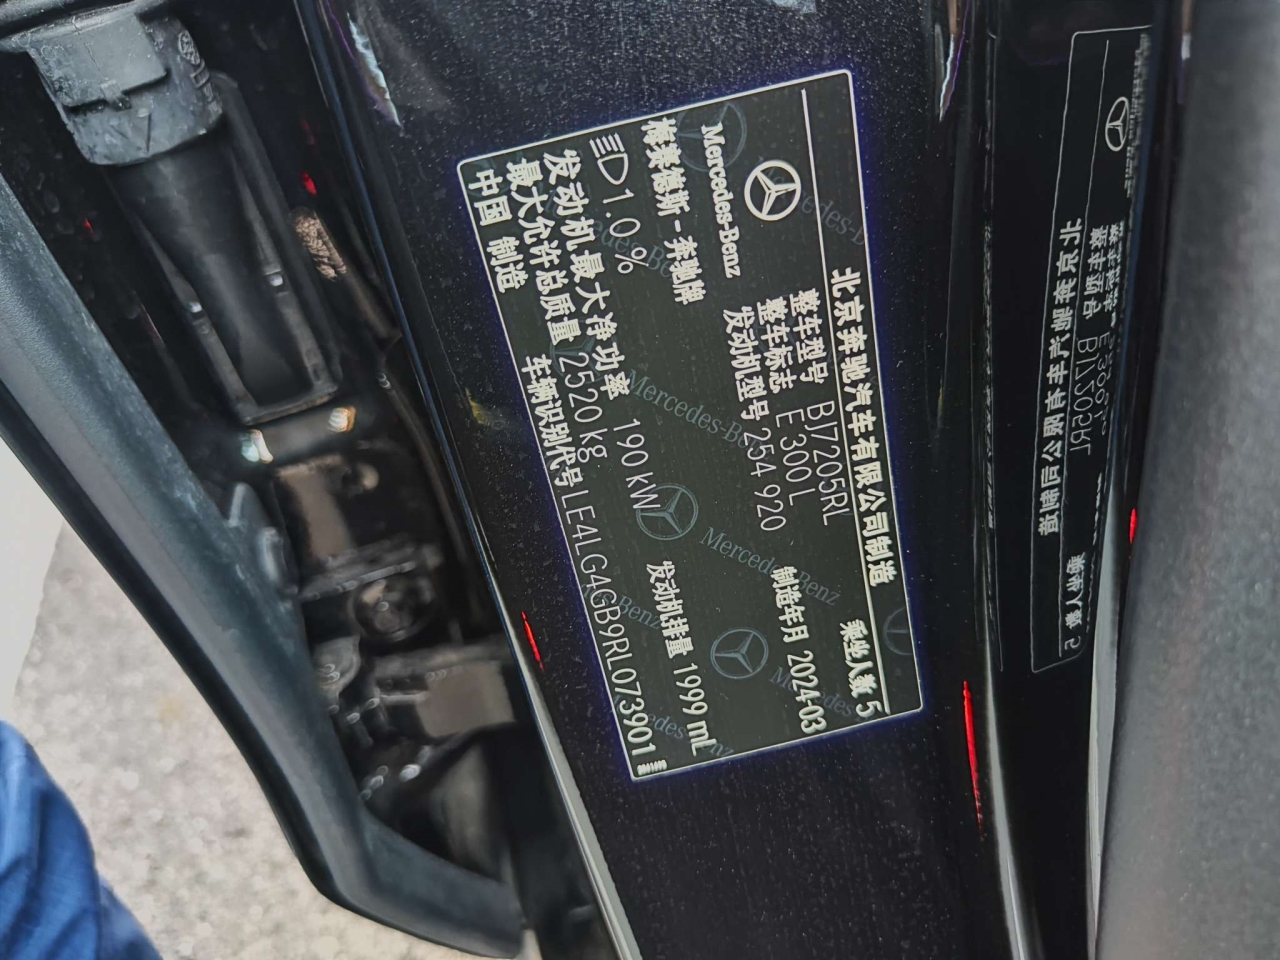 北京奔驰汽车有限公司制造
Mercedes-Benz
梅赛德斯-奔驰牌
整车型号 BJ7205RL 乘坐人数 5
整车标志 E 300 L
发动机型号 254 920 制造年月 2024-03
1.0%
发动机最大净功率 190 kW 发动机排量 1999 mL
最大允许总质量 2520 kg
中国 制造 车辆识别代号 LE4LG4GB9RL073901